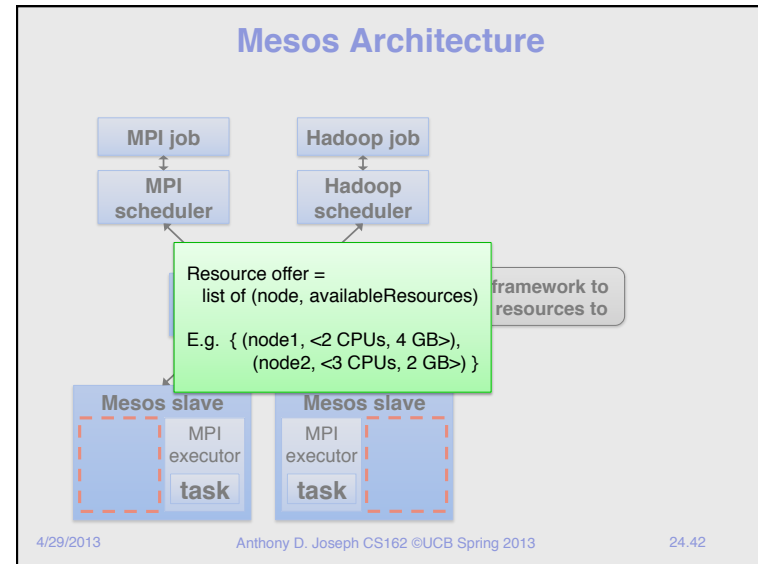 Mesos Architecture
MPI job
Hadoop job
MPI
scheduler
Hadoop
scheduler
Resource offer =
list of (node, availableResources)
E.g. { (node1, <2 CPUs, 4 GB>),
(node2, <3 CPUs, 2 GB>) }
framework to
resources to
Mesos slave
Mesos slave
MPI
executor
task
MPI
executor
task
4/29/2013
Anthony D. Joseph CS162 ©UCB Spring 2013
24.42